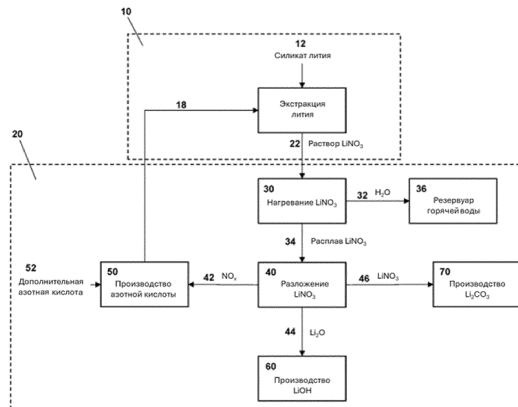 10
12
Силикат лития
Экстракция
лития
18
22 Раствор LiNO₃
20
30
Нагревание LiNO₃
32 H₂O
36
Резервуар
горячей воды
34 Расплав LiNO₃
52
Дополнительная
азотная кислота
50
Производство
азотной кислоты
42 NOₓ
40
Разложение
LiNO₃
46 LiNO₃
70
Производство
Li₂CO₃
44 Li₂O
60
Производство
LiOH